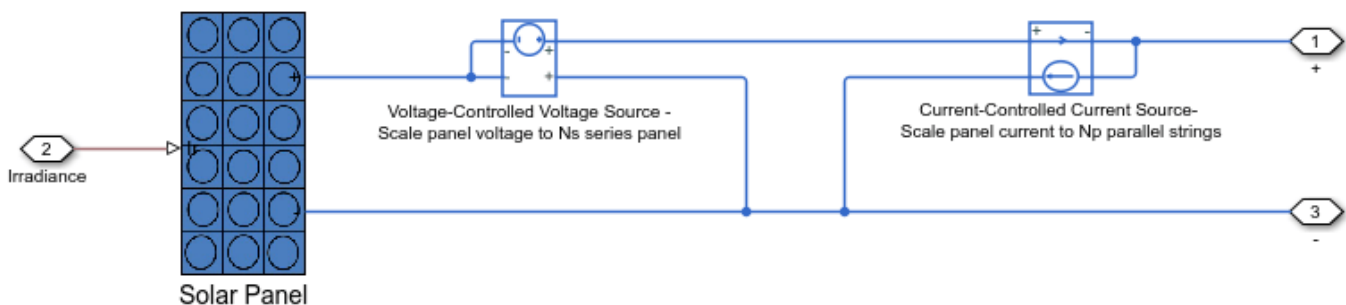 1
+
Voltage-Controlled Voltage Source -
Scale panel voltage to Ns series panel
Current-Controlled Current Source-
Scale panel current to Np parallel strings
2
Irradiance
3
-
Solar Panel
+
-
-
+
-
+
+
-